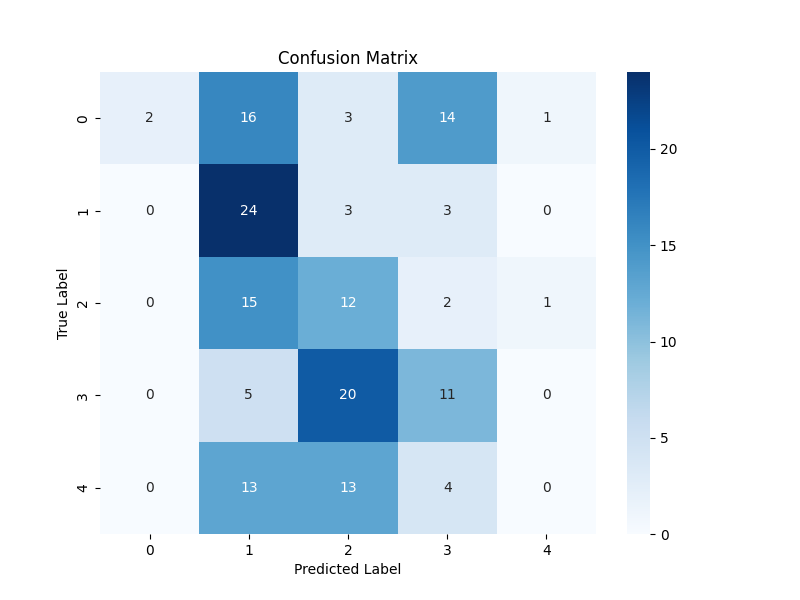 Confusion Matrix
0 2 16 3 14 1
1 0 24 3 3 0
2 0 15 12 2 1
3 0 5 20 11 0
4 0 13 13 4 0
0 1 2 3 4
True Label
Predicted Label
20
15
10
5
0